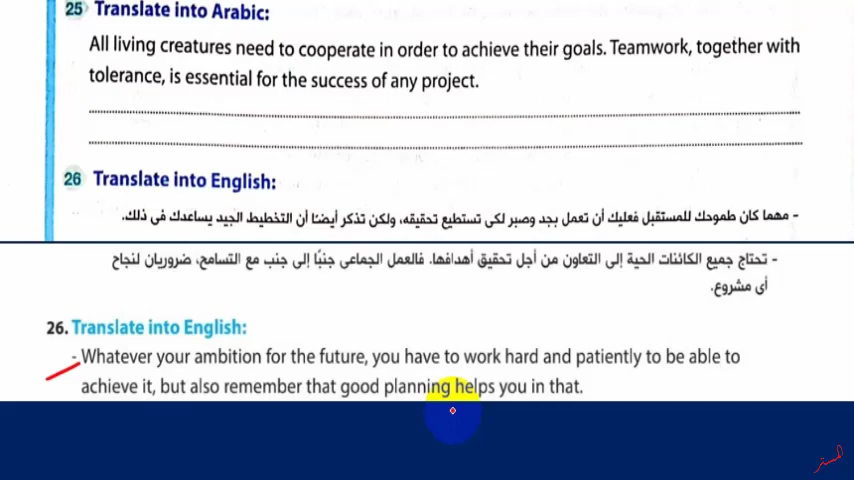 25 Translate into Arabic:
All living creatures need to cooperate in order to achieve their goals. Teamwork, together with
tolerance, is essential for the success of any project.
26 Translate into English:
- مهما كان طموحك للمستقبل فعليك أن تعمل بجد وصبر لكى تستطيع تحقيقه، ولكن تذكر أيضًا أن التخطيط الجيد يساعدك فى ذلك.
- تحتاج جميع الكائنات الحية إلى التعاون من أجل تحقيق أهدافها. فالعمل الجماعى جنبًا إلى جنب مع التسامح، ضروريان لنجاح
أى مشروع.
26. Translate into English:
- Whatever your ambition for the future, you have to work hard and patiently to be able to
achieve it, but also remember that good planning helps you in that.